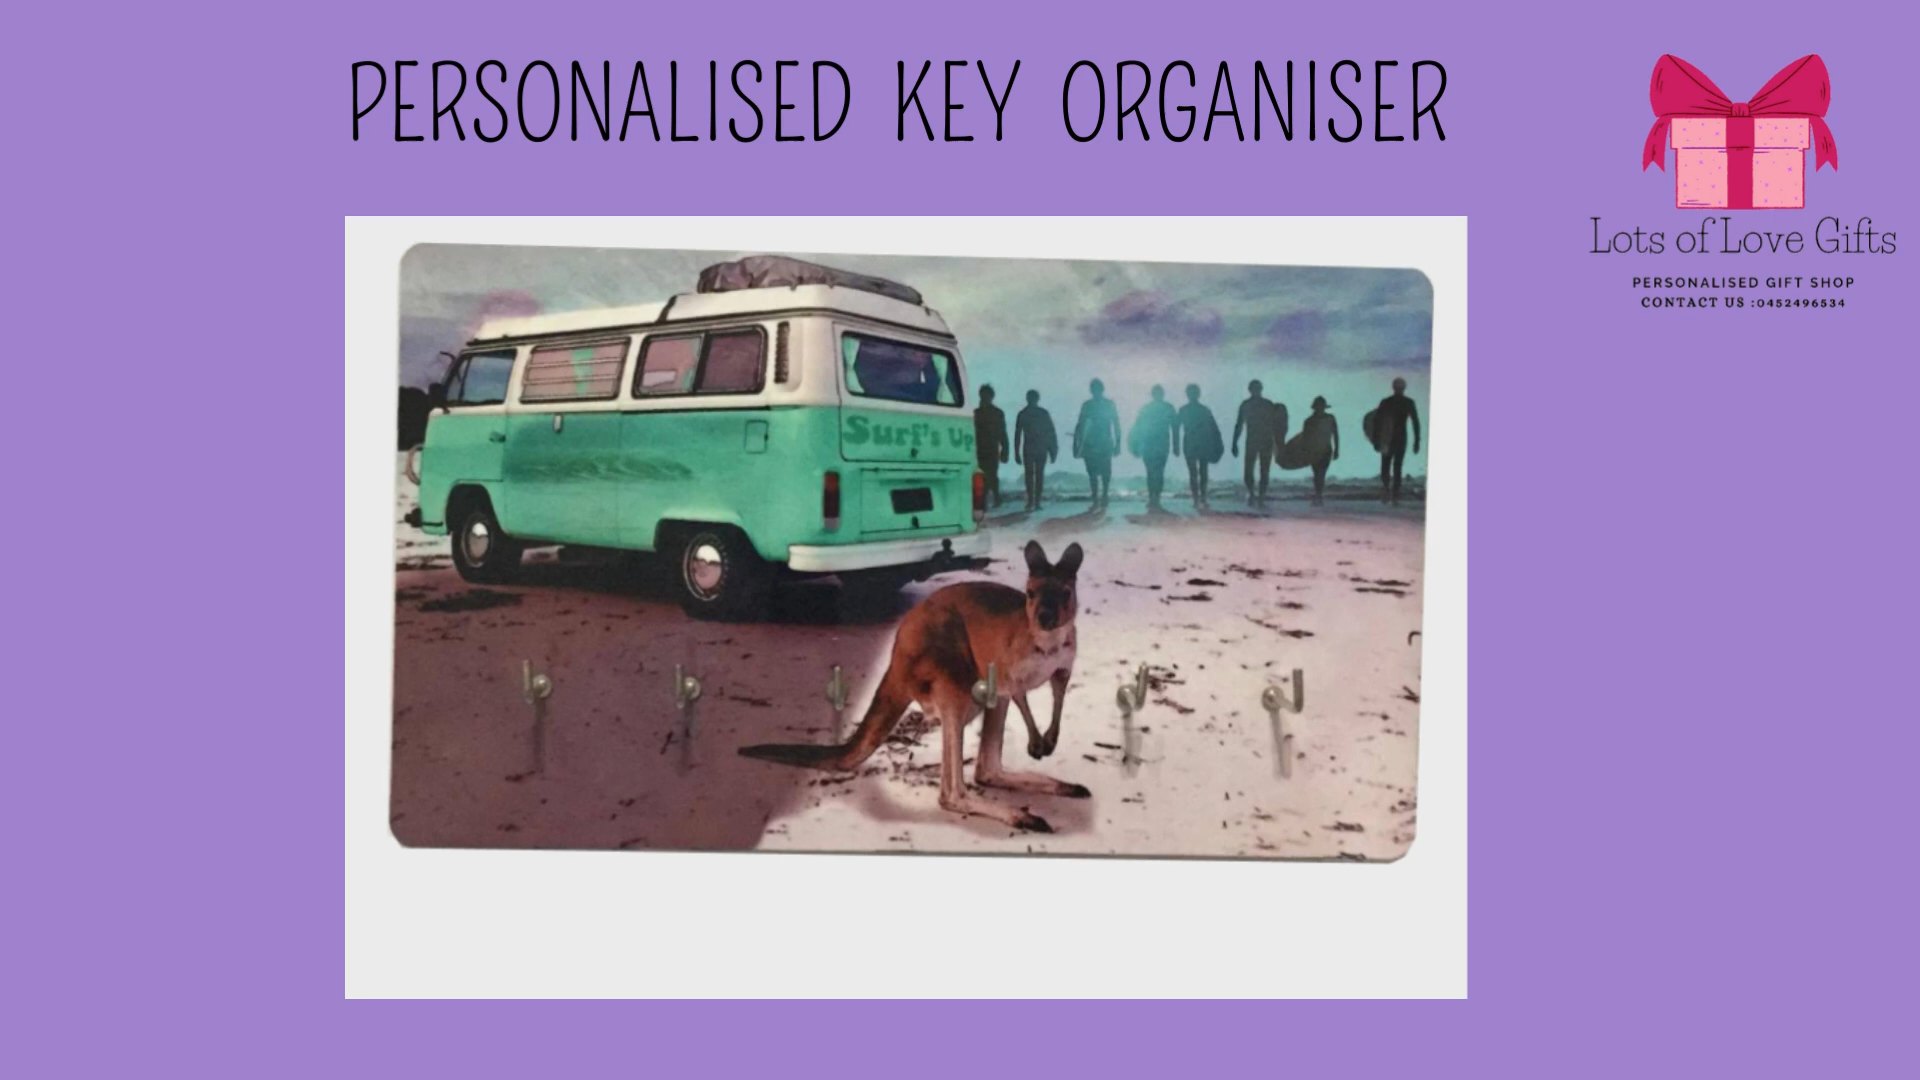 PERSONALISED KEY ORGANISER
Lots of Love Gifts
PERSONALISED GIFT SHOP
CONTACT US :0452496534
Surf's Up